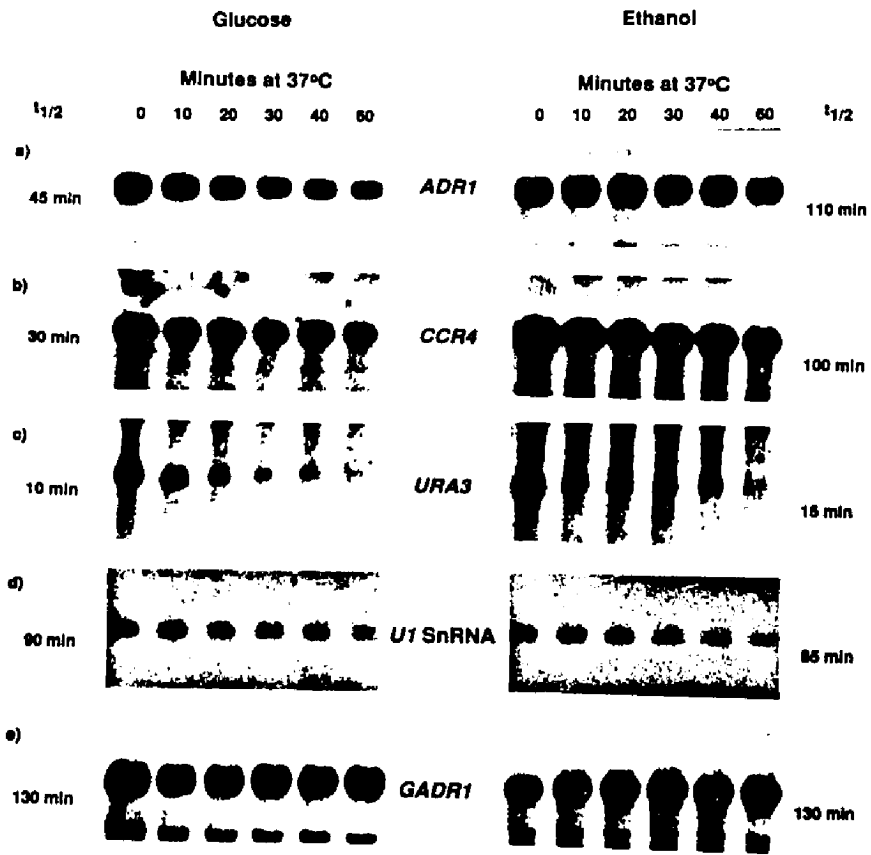 Glucose Ethanol
Minutes at 37°C Minutes at 37°C
t1/2 0 10 20 30 40 60 0 10 20 30 40 60 t1/2
a)
45 min ADR1 110 min
b)
30 min CCR4 100 min
c)
10 min URA3 15 min
d)
90 min U1 SnRNA 85 min
e)
130 min GADR1 130 min